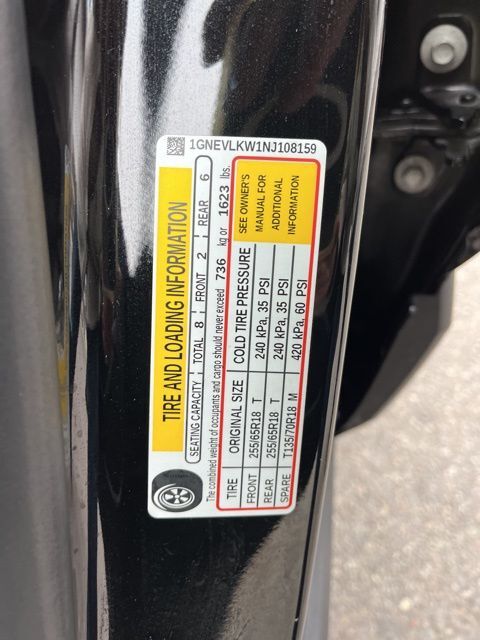 1GNEVLKW1NJ108159
TIRE AND LOADING INFORMATION
SEATING CAPACITY TOTAL 8 FRONT 2 REAR 6
The combined weight of occupants and cargo should never exceed 736 kg or 1623 lbs.
TIRE ORIGINAL SIZE COLD TIRE PRESSURE SEE OWNER'S
FRONT 255/65R18 T 240 kPa, 35 PSI MANUAL FOR
REAR 255/65R18 T 240 kPa, 35 PSI ADDITIONAL
SPARE T135/70R18 M 420 kPa, 60 PSI INFORMATION